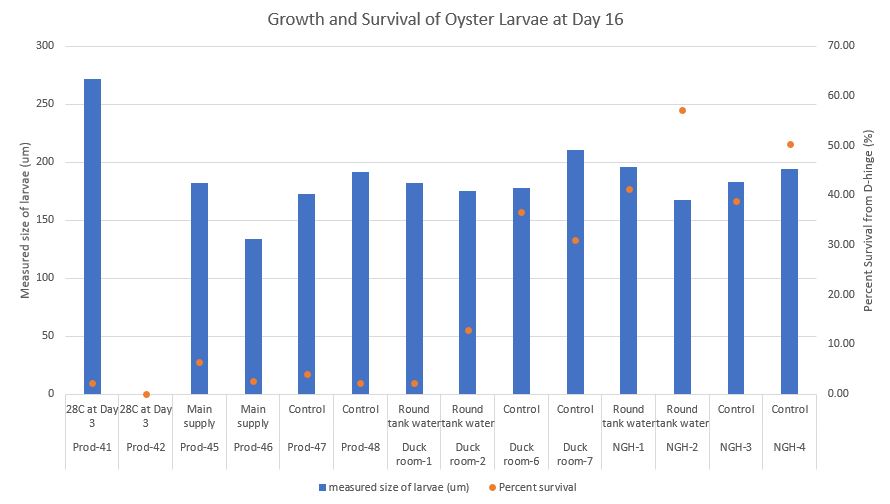 Growth and Survival of Oyster Larvae at Day 16
Measured size of larvae (um)
300
250
200
150
100
50
0
Percent Survival from D-hinge (%)
70.00
60.00
50.00
40.00
30.00
20.00
10.00
0.00
28C at Day
3
28C at Day
3
Main
supply
Main
supply
Control
Control
Round
tank water
Round
tank water
Control
Control
Round
tank water
Round
tank water
Control
Control
Prod-41
Prod-42
Prod-45
Prod-46
Prod-47
Prod-48
Duck
room-1
Duck
room-2
Duck
room-6
Duck
room-7
NGH-1
NGH-2
NGH-3
NGH-4
measured size of larvae (um)
Percent survival